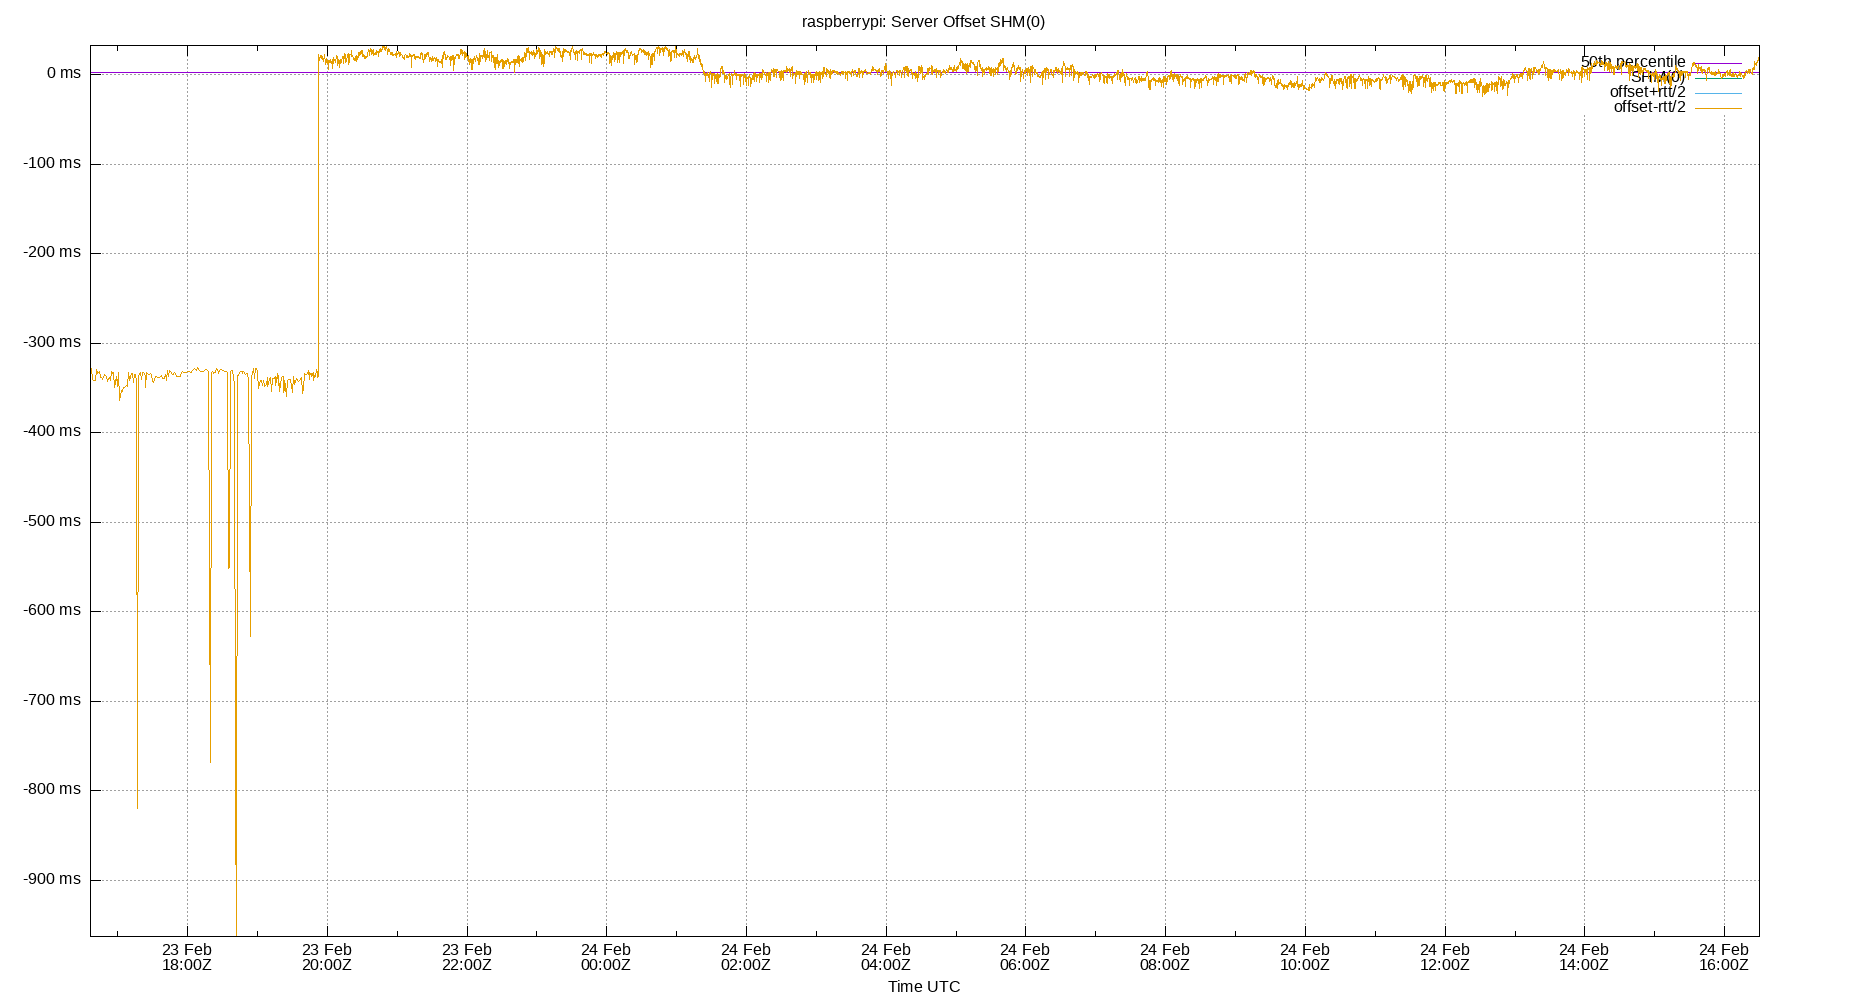 raspberrypi: Server Offset SHM(0)
50th percentile
SHM(0)
offset+rtt/2
offset-rtt/2
0 ms
-100 ms
-200 ms
-300 ms
-400 ms
-500 ms
-600 ms
-700 ms
-800 ms
-900 ms
23 Feb 23 Feb 23 Feb 24 Feb 24 Feb 24 Feb 24 Feb 24 Feb 24 Feb 24 Feb 24 Feb 24 Feb
18:00Z 20:00Z 22:00Z 00:00Z 02:00Z 04:00Z 06:00Z 08:00Z 10:00Z 12:00Z 14:00Z 16:00Z
Time UTC